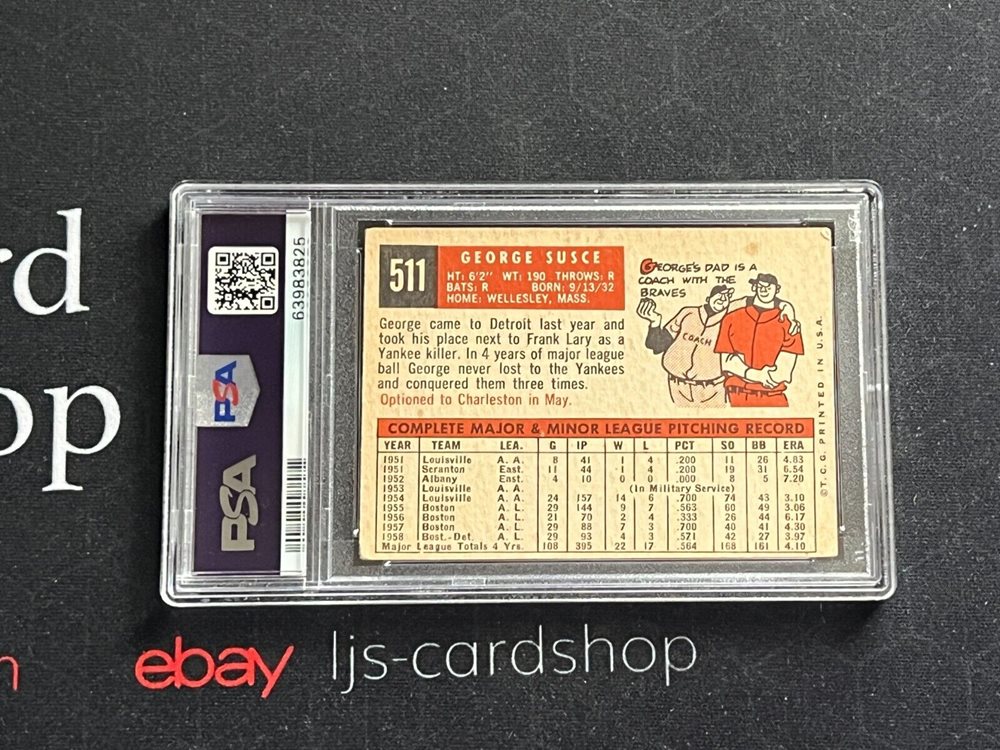 rd
op
n
ebay ljs-cardshop
63983825
PSA
PSA
511
GEORGE SUSCE
HT: 6'2" WT: 190 THROWS: R
BATS: R BORN: 9/13/32
HOME: WELLESLEY, MASS.
George came to Detroit last year and
took his place next to Frank Lary as a
Yankee killer. In 4 years of major league
ball George never lost to the Yankees
and conquered them three times.
Optioned to Charleston in May.
GEORGE'S DAD IS A
COACH WITH THE
BRAVES
COACH
COMPLETE MAJOR & MINOR LEAGUE PITCHING RECORD
YEAR TEAM LEA. G IP W L PCT SO BB ERA
1951 Louisville A. A. 8 41 1 4 .200 11 26 4.83
1951 Scranton East. 11 44 1 4 .200 19 31 6.54
1952 Albany East. 4 10 0 0 .000 8 5 7.20
1953 Louisville A. A. (In Military Service)
1954 Louisville A. A. 24 157 14 6 .700 74 43 3.10
1955 Boston A. L. 29 144 9 7 .563 60 49 3.06
1956 Boston A. L. 21 70 2 4 .333 26 44 6.17
1957 Boston A. L. 29 88 7 3 .700 40 41 4.30
1958 Bost.-Det. A. L. 29 93 4 3 .571 42 27 3.97
Major League Totals 4 Yrs. 108 395 22 17 .564 168 161 4.10
©T.C.G. PRINTED IN U.S.A.